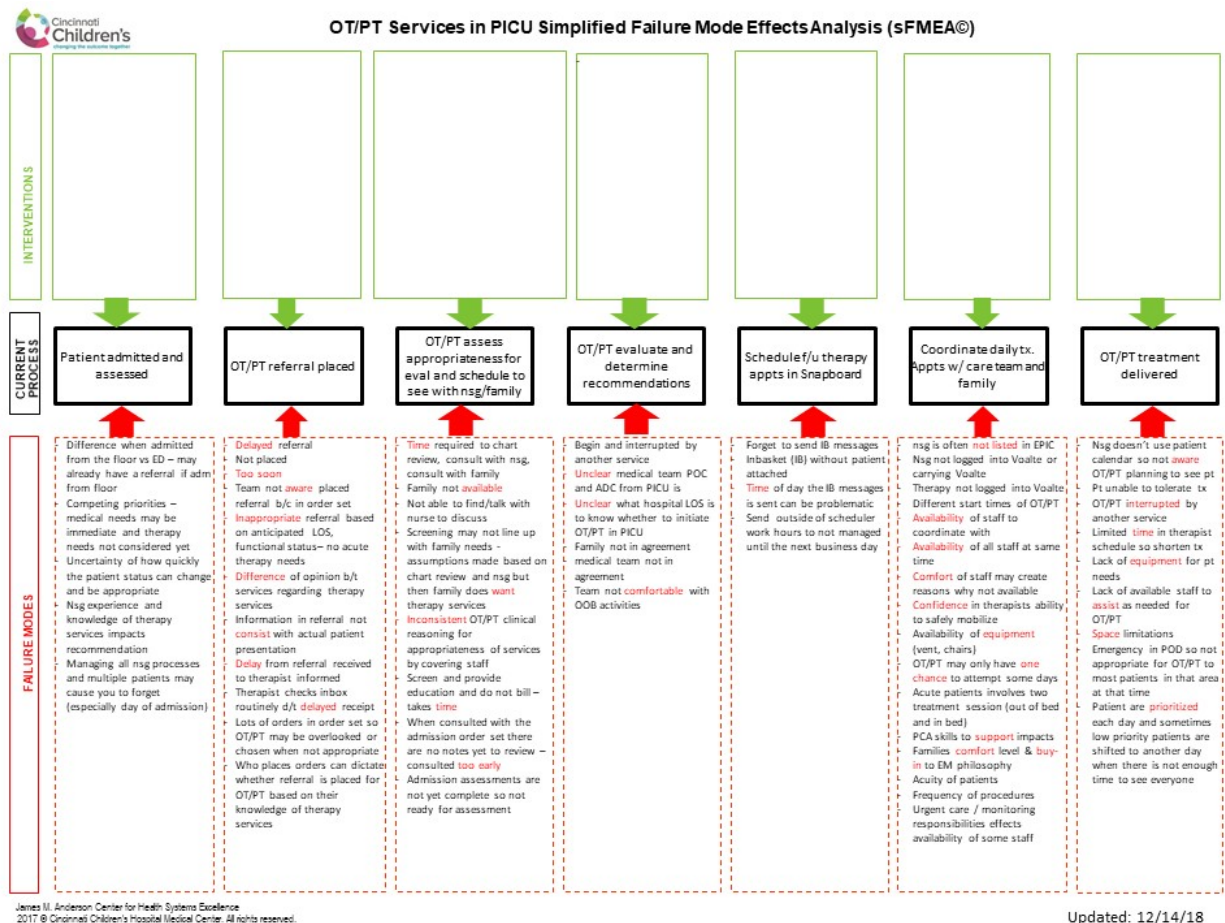 Cincinnati
Children's
changing the outcome together
OT/PT Services in PICU Simplified Failure Mode Effects Analysis (sFMEA©)
INTERVENTIONS
CURRENT
PROCESS
Patient admitted and
assessed
OT/PT referral placed
OT/PT assess
appropriateness for
eval and schedule to
see with nsg/family
OT/PT evaluate and
determine
recommendations
Schedule f/u therapy
appts in Snapboard
Coordinate daily tx.
Appts w/ care team and
family
OT/PT treatment
delivered
FAILURE MODES
- Difference when admitted
from the floor vs ED – may
already have a referral if adm
from floor
- Competing priorities –
medical needs may be
immediate and therapy
needs not considered yet
- Uncertainty of how quickly
the patient status can change
and be appropriate
- Nsg experience and
knowledge of therapy
services impacts
recommendation
- Managing all nsg processes
and multiple patients may
cause you to forget
(especially day of admission)
- Delayed referral
- Not placed
- Too soon
- Team not aware placed
referral b/c in order set
- Inappropriate referral based
on anticipated LOS,
functional status– no acute
therapy needs
- Difference of opinion b/t
services regarding therapy
services
- Information in referral not
consist with actual patient
presentation
- Delay from referral received
to therapist informed
- Therapist checks inbox
routinely d/t delayed receipt
- Lots of orders in order set so
OT/PT may be overlooked or
chosen when not appropriate
- Who places orders can dictate
whether referral is placed for
OT/PT based on their
knowledge of therapy
services
- Time required to chart
review, consult with nsg,
consult with family
- Family not available
- Not able to find/talk with
nurse to discuss
- Screening may not line up
with family needs -
assumptions made based on
chart review and nsg but
then family does want
therapy services
- Inconsistent OT/PT clinical
reasoning for
appropriateness of services
by covering staff
- Screen and provide
education and do not bill –
takes time
- When consulted with the
admission order set there
are no notes yet to review –
consulted too early
- Admission assessments are
not yet complete so not
ready for assessment
- Begin and interrupted by
another service
- Unclear medical team POC
and ADC from PICU is
- Unclear what hospital LOS is
to know whether to initiate
OT/PT in PICU
- Family not in agreement
- medical team not in
agreement
- Team not comfortable with
OOB activities
- Forget to send IB messages
- Inbasket (IB) without patient
attached
- Time of day the IB messages
is sent can be problematic
- Send outside of scheduler
work hours to not managed
until the next business day
- nsg is often not listed in EPIC
- Nsg not logged into Voalte or
carrying Voalte
- Therapy not logged into Voalte
- Different start times of OT/PT
- Availability of staff to
coordinate with
- Availability of all staff at same
time
- Comfort of staff may create
reasons why not available
- Confidence in therapists ability
to safely mobilize
- Availability of equipment
(vent, chairs)
- OT/PT may only have one
chance to attempt some days
- Acute patients involves two
treatment session (out of bed
and in bed)
- PCA skills to support impacts
- Families comfort level & buy-
in to EM philosophy
- Acuity of patients
- Frequency of procedures
- Urgent care / monitoring
responsibilities effects
availability of some staff
- Nsg doesn't use patient
calendar so not aware
OT/PT planning to see pt
- Pt unable to tolerate tx
- OT/PT interrupted by
another service
- Limited time in therapist
schedule so shorten tx
- Lack of equipment for pt
needs
- Lack of available staff to
assist as needed for
OT/PT
- Space limitations
- Emergency in POD so not
appropriate for OT/PT to
most patients in that area
at that time
- Patient are prioritized
each day and sometimes
low priority patients are
shifted to another day
when there is not enough
time to see everyone
James M. Anderson Center for Health Systems Excellence
2017 © Cincinnati Children's Hospital Medical Center. All rights reserved.
Updated: 12/14/18